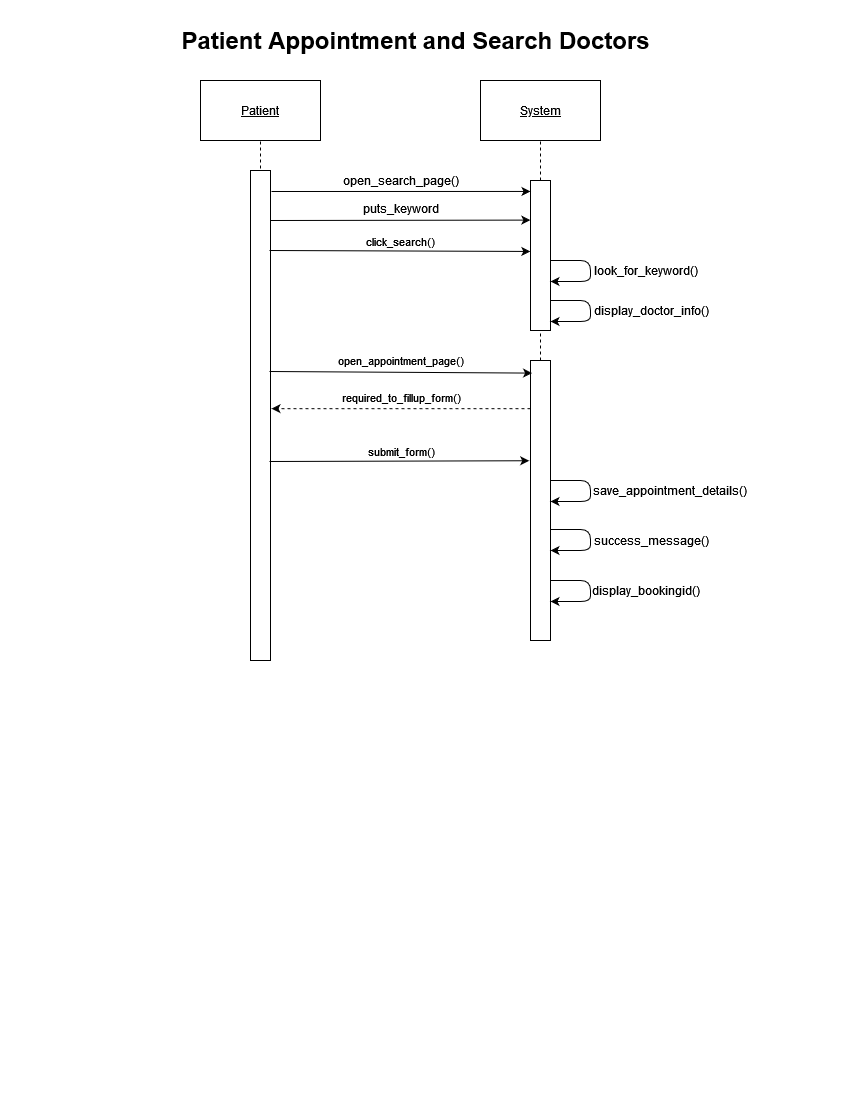 Patient Appointment and Search Doctors
Patient
System
open_search_page()
puts_keyword
click_search()
look_for_keyword()
display_doctor_info()
open_appointment_page()
required_to_fillup_form()
submit_form()
save_appointment_details()
success_message()
display_bookingid()